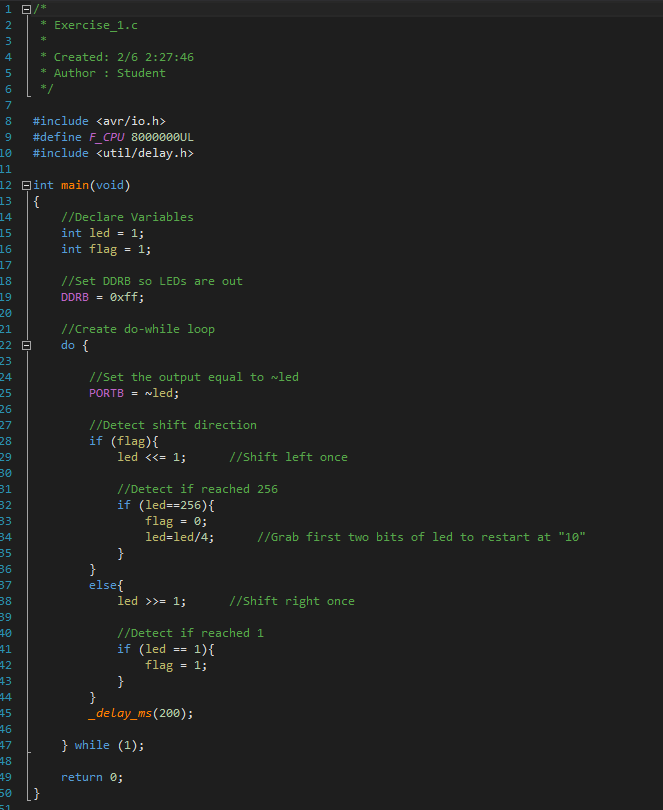 1 /*
2  * Exercise_1.c
3  *
4  * Created: 2/6 2:27:46
5  * Author : Student
6  */
7
8 #include <avr/io.h>
9 #define F_CPU 8000000UL
10 #include <util/delay.h>
11
12 int main(void)
13 {
14     //Declare Variables
15     int led = 1;
16     int flag = 1;
17
18     //Set DDRB so LEDs are out
19     DDRB = 0xff;
20
21     //Create do-while loop
22     do {
23
24         //Set the output equal to ~led
25         PORTB = ~led;
26
27         //Detect shift direction
28         if (flag){
29             led <<= 1;      //Shift left once
30
31             //Detect if reached 256
32             if (led==256){
33                 flag = 0;
34                 led=led/4;      //Grab first two bits of led to restart at "10"
35             }
36         }
37         else{
38             led >>= 1;      //Shift right once
39
40             //Detect if reached 1
41             if (led == 1){
42                 flag = 1;
43             }
44         }
45         _delay_ms(200);
46
47     } while (1);
48
49     return 0;
50 }
51